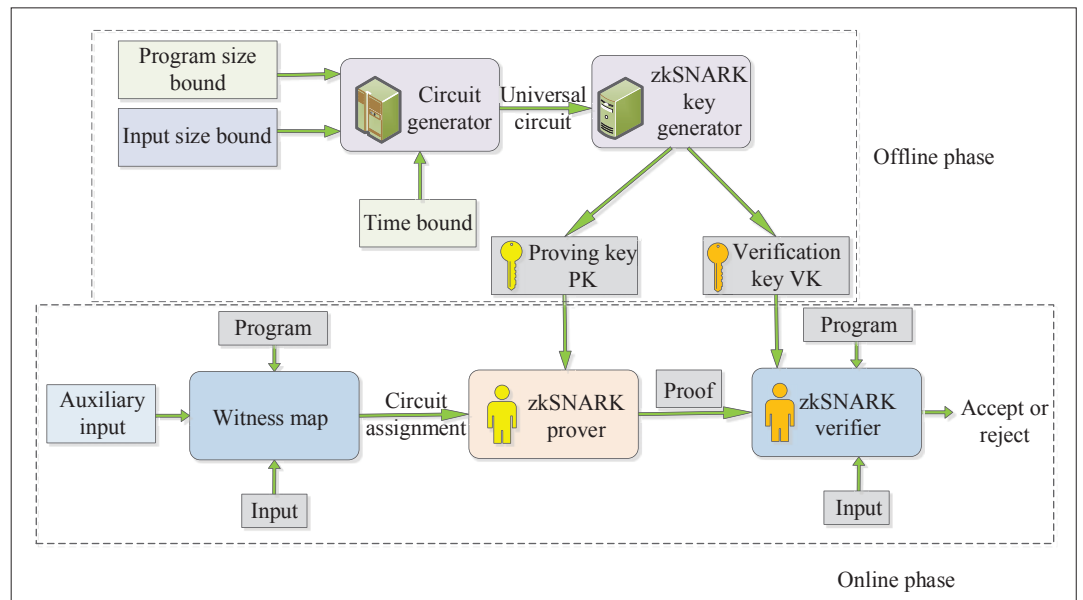 Program size
bound
Input size bound
Circuit
generator
Universal
circuit
zkSNARK
key
generator
Offline phase
Time bound
Proving key
PK
Verification
key VK
Program
Program
Auxiliary
input
Witness map
Circuit
assignment
zkSNARK
prover
Proof
zkSNARK
verifier
Accept or
reject
Input
Input
Online phase